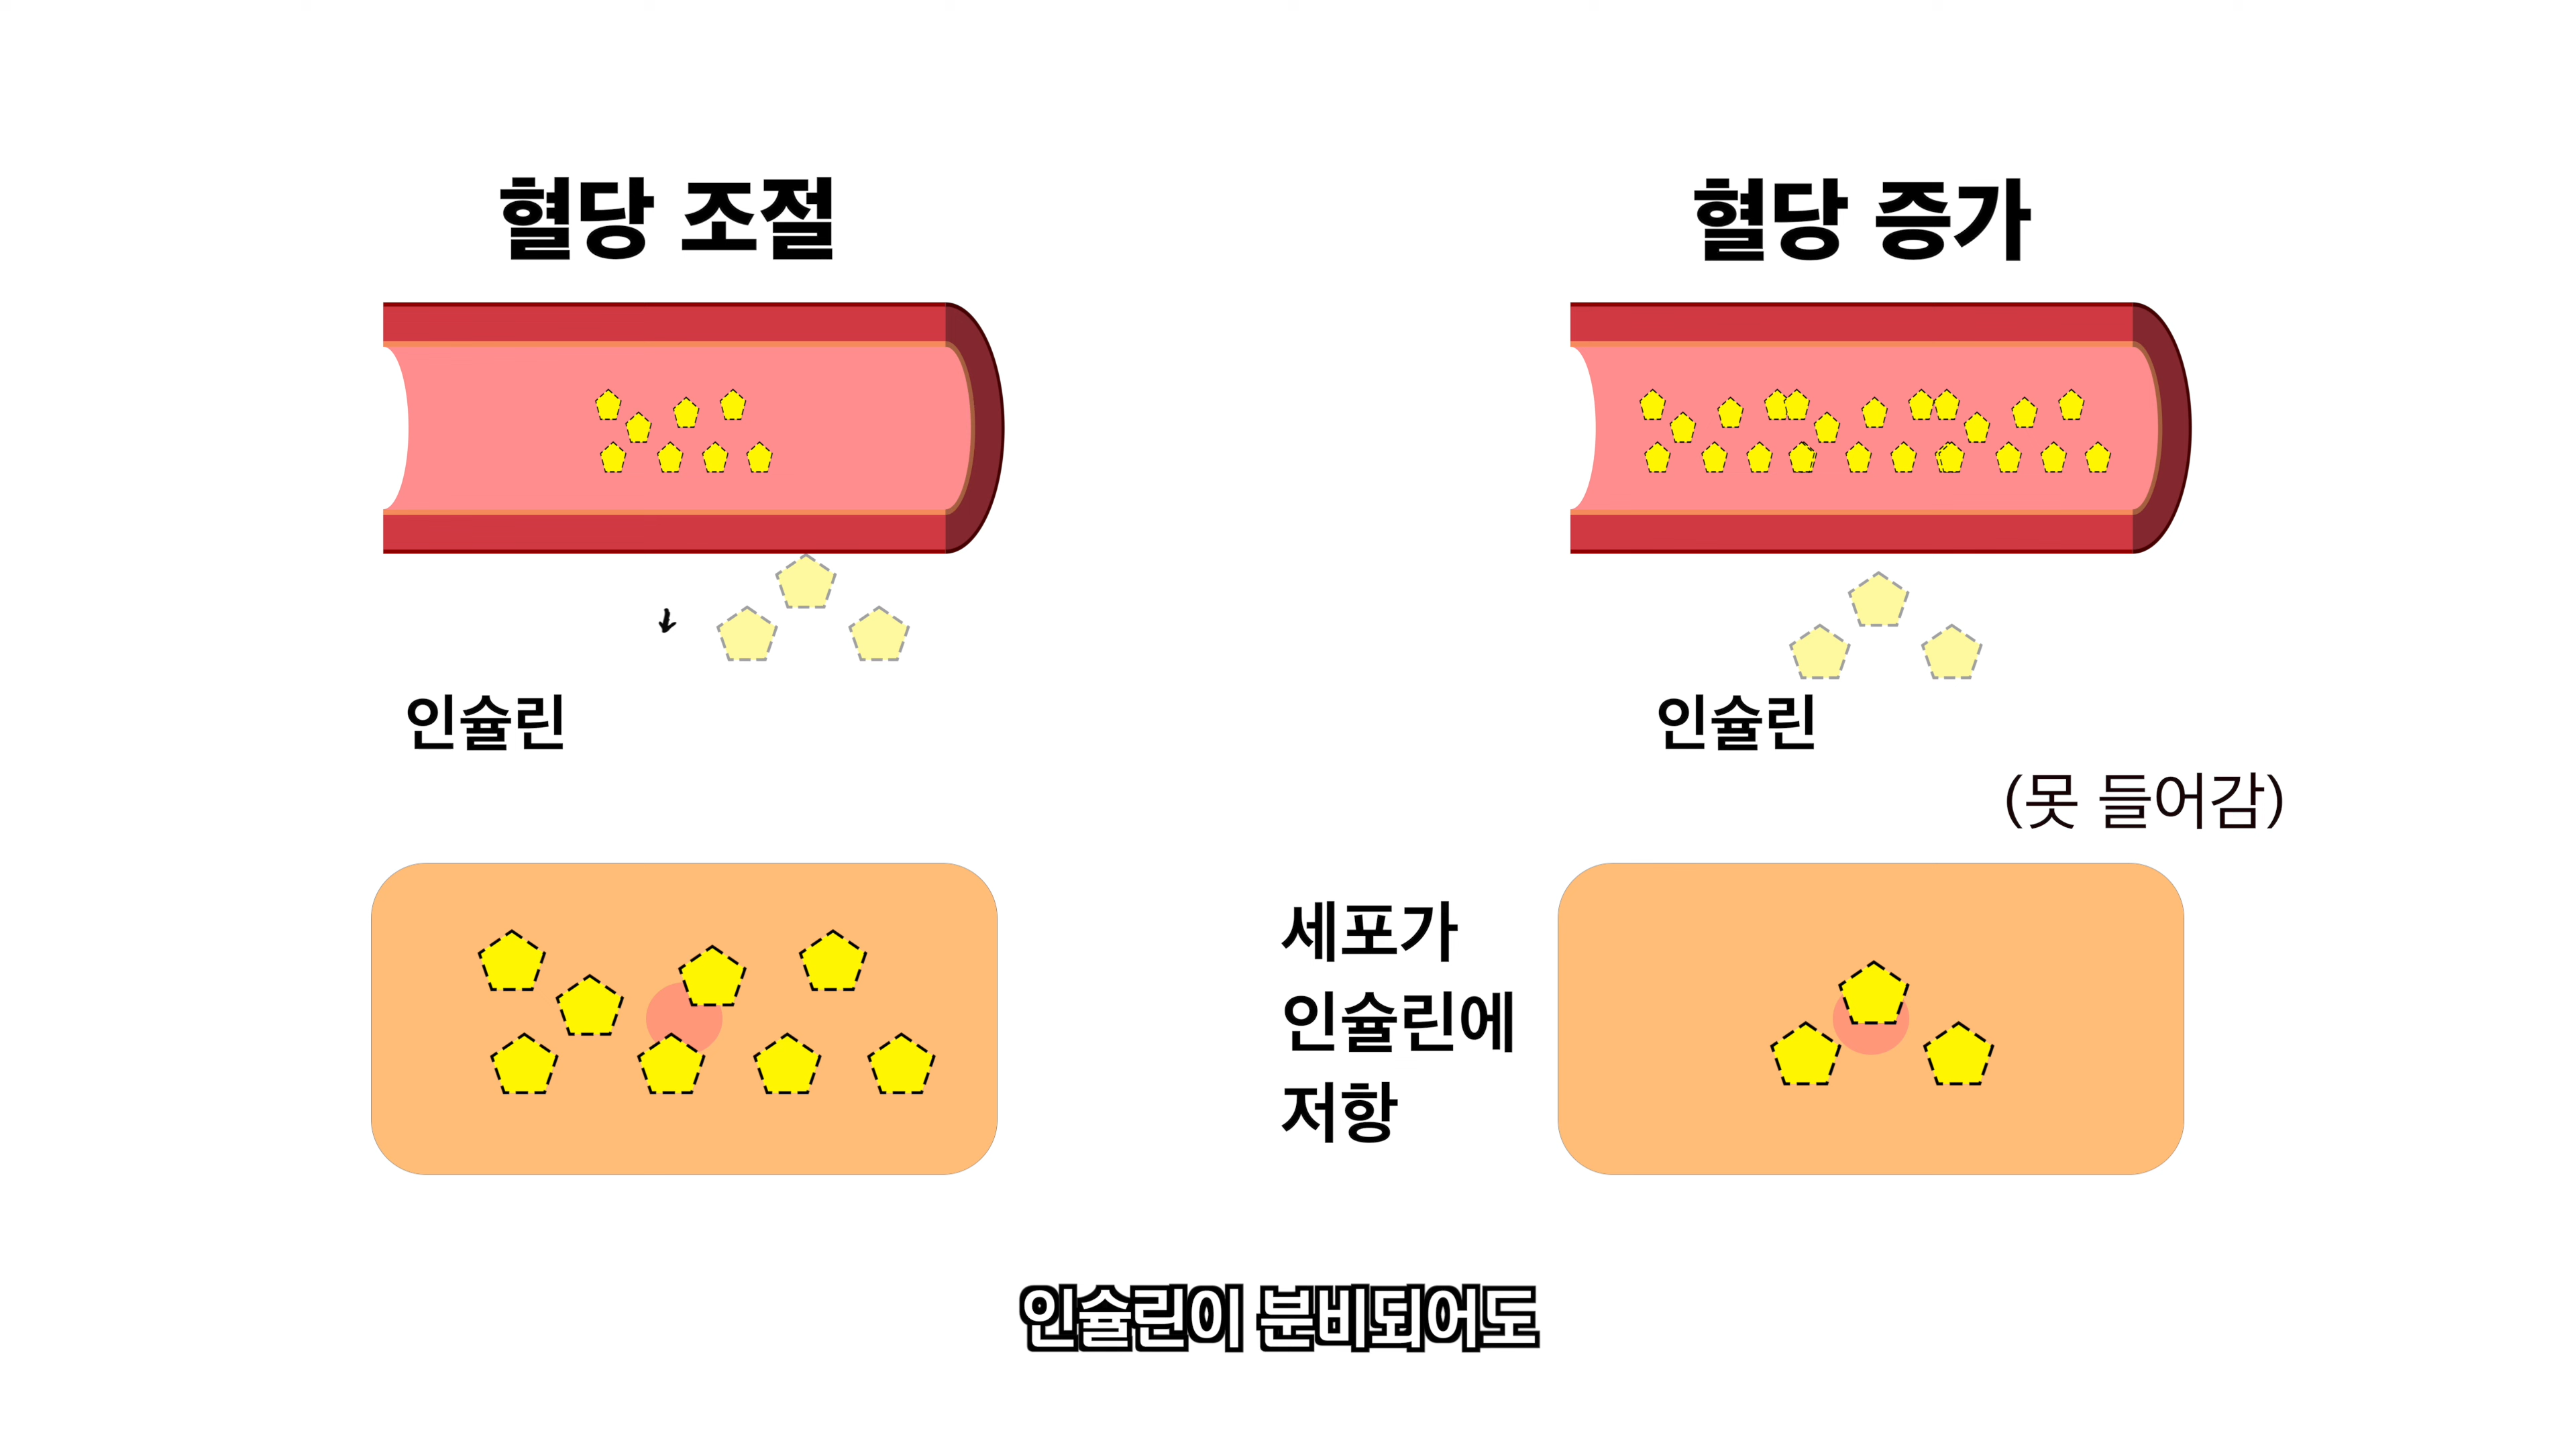 혈당 조절
혈당 증가
인슐린
인슐린
(못 들어감)
세포가
인슐린에
저항
인슐린이 분비되어도